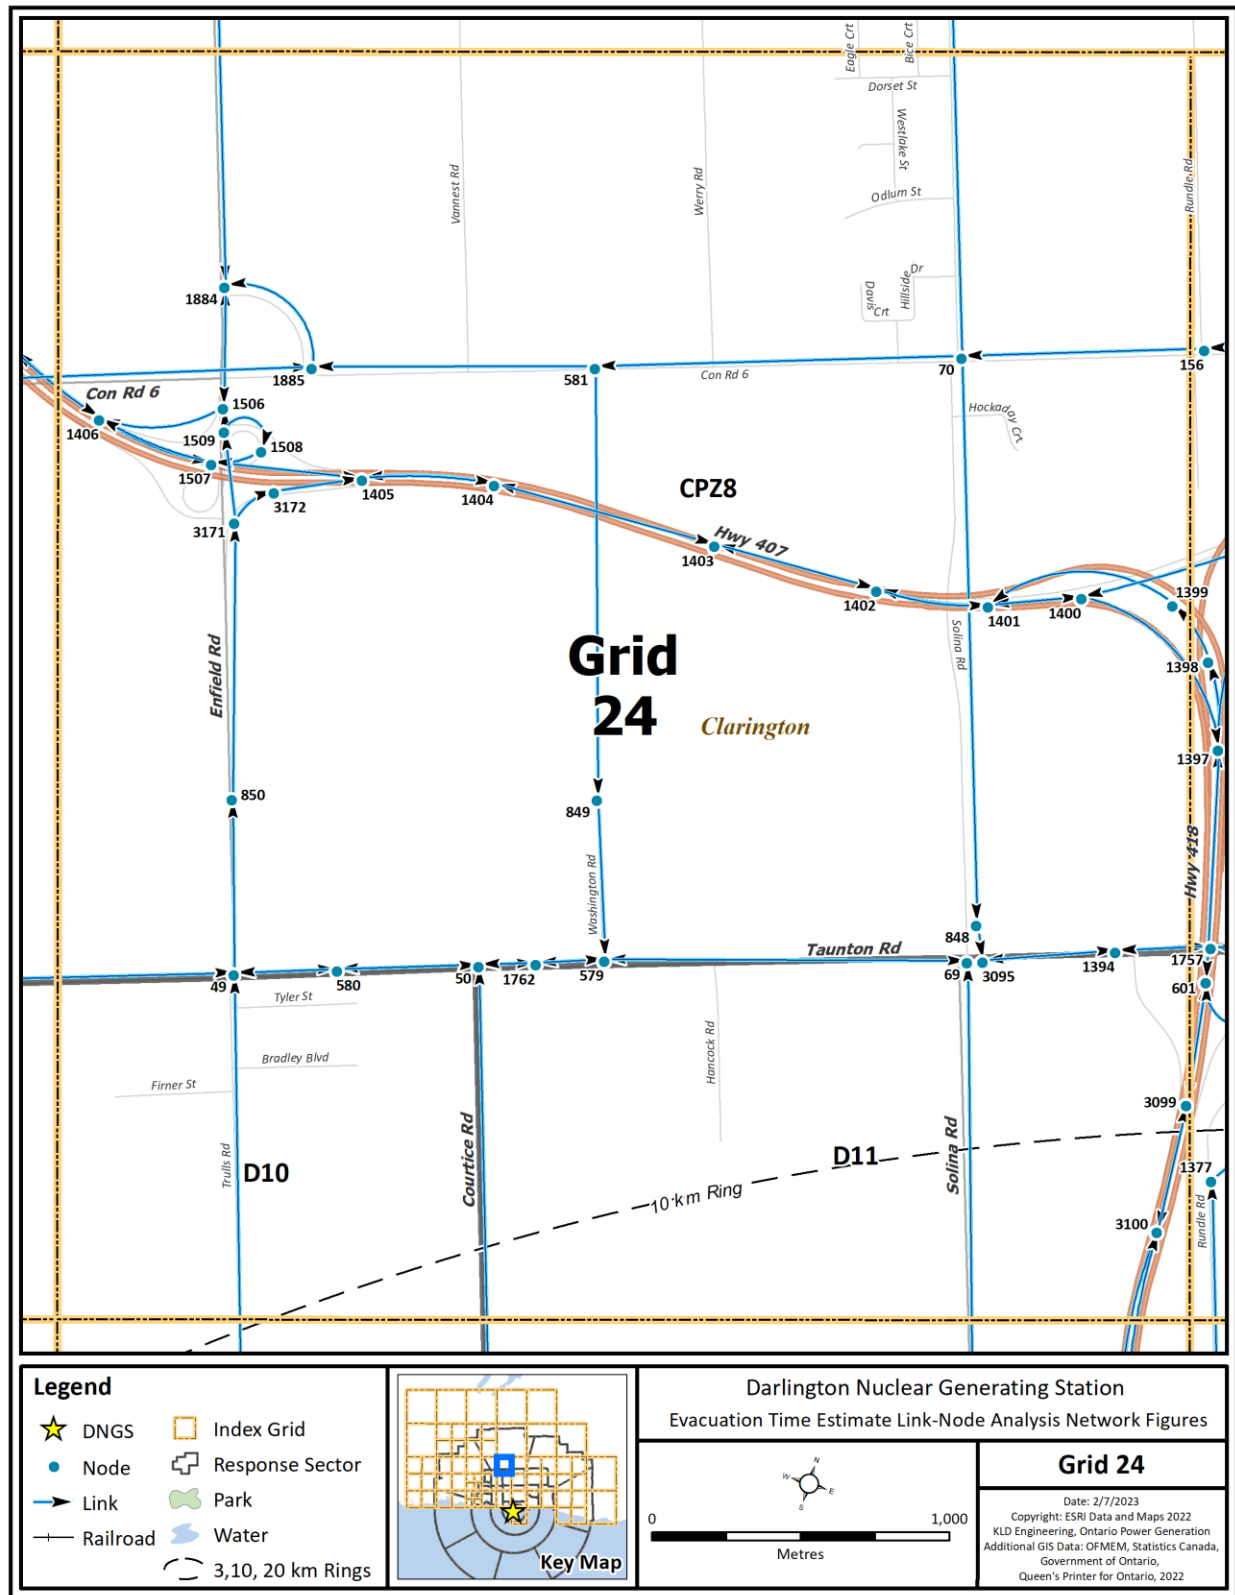 Eagle Crt
Bice Crt
Dorset St
Westlake St
Vannest Rd
Werry Rd
Rundle Rd
Odlum St
Dr
Hillside
Davis
Crt
1884
1885
581
Con Rd 6
70
156
Con Rd 6
1506
1406
1509
1508
Hockaday Crt
1507
1405
1404
CPZ8
3172
3171
Hwy 407
1403
1402
1401
1400
1399
1398
Solina Rd
Grid
24
Clarington
Enfield Rd
1397
850
849
Hwy 418
Washington Rd
848
Taunton Rd
1394
1757
49
580
50
1762
579
69
3095
601
Tyler St
Bradley Blvd
Firner St
Hancock Rd
3099
Trulls Rd
D10
Courtice Rd
D11
Solina Rd
1377
10 km Ring
Rundle Rd
3100
Legend
DNGS
Node
Link
Railroad
Index Grid
Response Sector
Park
Water
3,10, 20 km Rings
Key Map
Darlington Nuclear Generating Station
Evacuation Time Estimate Link-Node Analysis Network Figures
N
W
E
S
0
1,000
Metres
Grid 24
Date: 2/7/2023
Copyright: ESRI Data and Maps 2022
KLD Engineering, Ontario Power Generation
Additional GIS Data: OFMEM, Statistics Canada,
Government of Ontario,
Queen's Printer for Ontario, 2022